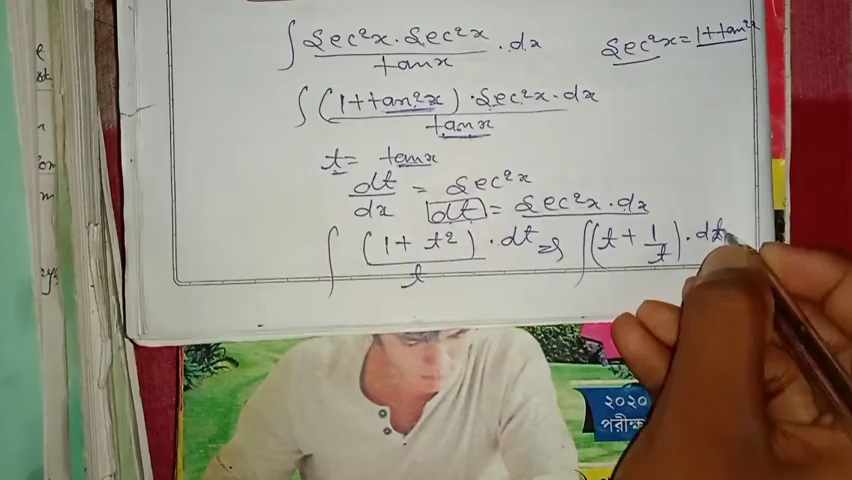 ∫ sec²x · sec²x / tanx · dx
sec²x = 1 + tan²x
∫ (1 + tan²x) · sec²x · dx / tanx
t = tanx
dt/dx = sec²x
dt = sec²x · dx
∫ (1 + t²) / t · dt ⇒ ∫ (t + 1/t) · dt
২০২০